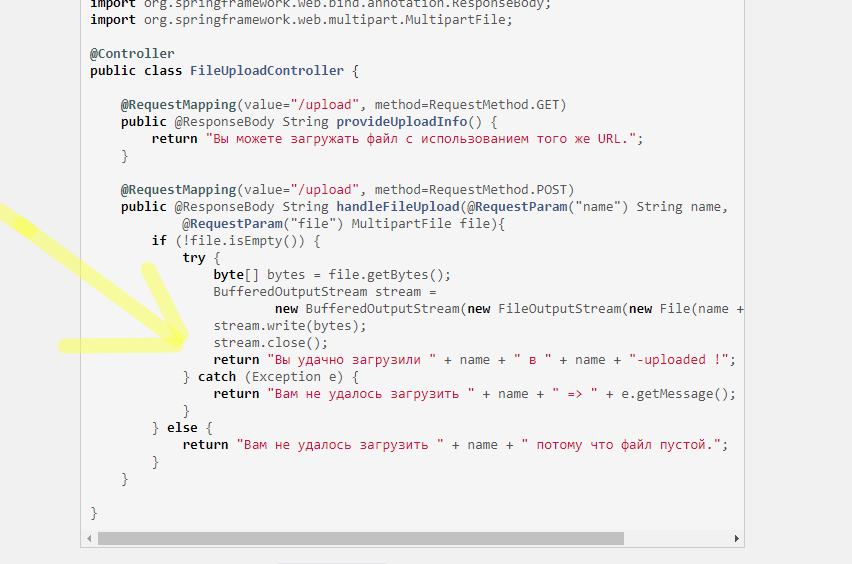 import org.springframework.web.bind.annotation.ResponseBody;
import org.springframework.web.multipart.MultipartFile;
@Controller
public class FileUploadController {
@RequestMapping(value="/upload", method=RequestMethod.GET)
public @ResponseBody String provideUploadInfo() {
return "Вы можете загружать файл с использованием того же URL.";
}
@RequestMapping(value="/upload", method=RequestMethod.POST)
public @ResponseBody String handleFileUpload(@RequestParam("name") String name,
@RequestParam("file") MultipartFile file){
if (!file.isEmpty()) {
try {
byte[] bytes = file.getBytes();
BufferedOutputStream stream =
new BufferedOutputStream(new FileOutputStream(new File(name +
stream.write(bytes);
stream.close();
return "Вы удачно загрузили " + name + " в " + name + "-uploaded !";
} catch (Exception e) {
return "Вам не удалось загрузить " + name + " => " + e.getMessage();
}
} else {
return "Вам не удалось загрузить " + name + " потому что файл пустой.";
}
}
}